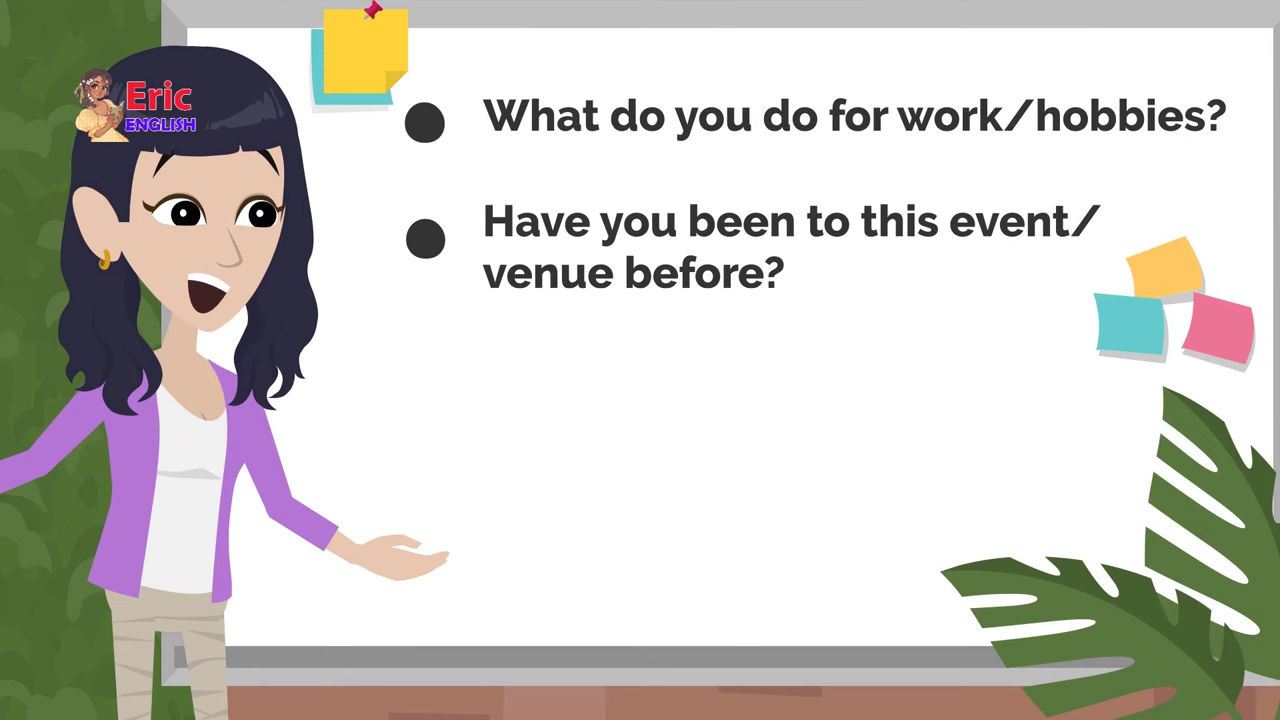 Eric
ENGLISH
What do you do for work/hobbies?
Have you been to this event/
venue before?